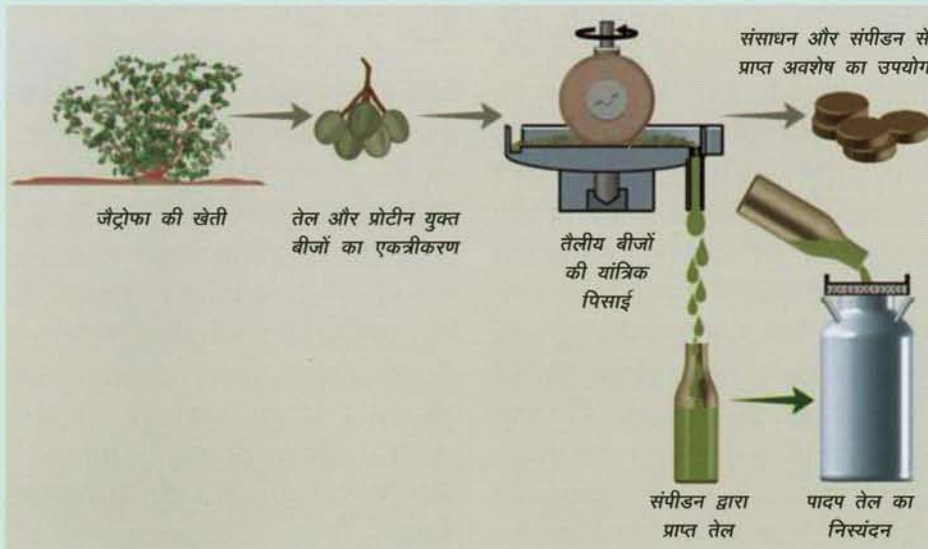 संसाधन और संपीडन से
प्राप्त अवशेष का उपयोग
जैट्रोफा की खेती
तेल और प्रोटीन युक्त
बीजों का एकत्रीकरण
तैलीय बीजों
की यांत्रिक
पिसाई
संपीडन द्वारा
प्राप्त तेल
पादप तेल का
निस्यंदन